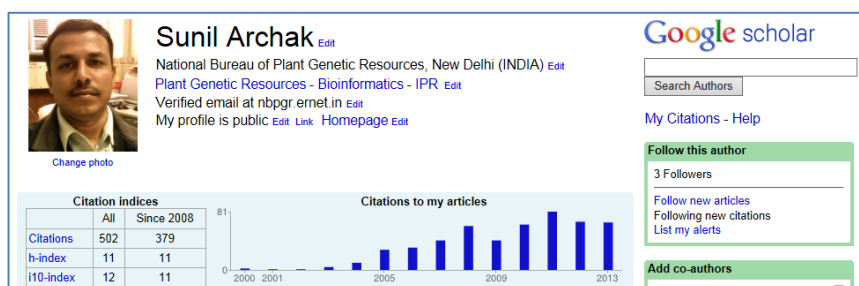 Sunil Archak Edit
National Bureau of Plant Genetic Resources, New Delhi (INDIA) Edit
Plant Genetic Resources - Bioinformatics - IPR Edit
Verified email at nbpgr.ernet.in Edit
My profile is public Edit Link Homepage Edit
Change photo
Google scholar
Search Authors
My Citations - Help
Follow this author
3 Followers
Follow new articles
Following new citations
List my alerts
Add co-authors
Citation indices
All Since 2008
Citations 502 379
h-index 11 11
i10-index 12 11
Citations to my articles
81
0
2000 2001 2005 2009 2013